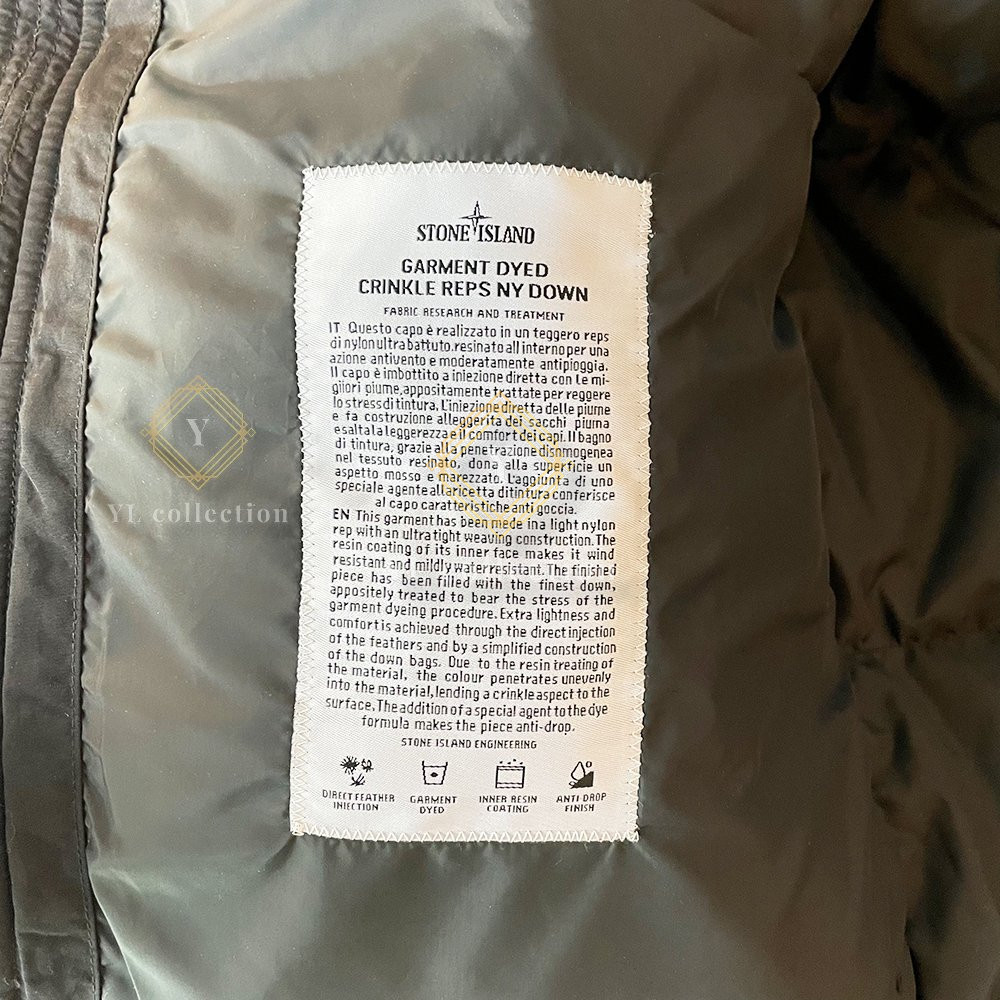 STONE ISLAND
GARMENT DYED
CRINKLE REPS NY DOWN
FABRIC RESEARCH AND TREATMENT
IT Questo capo è realizzato in un teggero reps
di nylon ultra battuto.resinato all interno per una
azione antivento e moderatamente antipioggia.
Il capo è imbottito a iniezione diretta con le mi-
gijori piume,appositamente trattate per reggere
lo stress di tintura, L'iniezione diretta delle piume
e fa costruzione alleggerita dei sacchi piurna
esaltala leggerezza e il comfort dei capi. Il bagno
di tintura, grazie alla penetrazione disomogenea
nel tessuto resinato, dona alla superficie un
aspetto mosso e marezzato. L'aggiunta di uno
speciale agente alla ricetta di tintura conferisce
al capo caratteristiche anti goccia.
EN This garment has been mede in a light nylon
rep with an ultra tight weaving construction. The
resin coating of its inner face makes it wind
resistant and mildly water resistant. The finished
piece has been filled with the finest down,
appositely treated to bear the stress of the
garment dyeing procedure. Extra lightness and
comfort is achieved through the direct injection
of the feathers and by a simplified construction
of the down bags. Due to the resin treating of
the material, the colour penetrates unevenly
into the material, lending a crinkle aspect to the
surface, The addition of a special agent to the dye
formula makes the piece anti-drop.
STONE ISLAND ENGINEERING
DIRECT FEATHER INJECTION
GARMENT DYED
INNER RESIN COATING
ANTI DROP FINISH
Y
YL collection